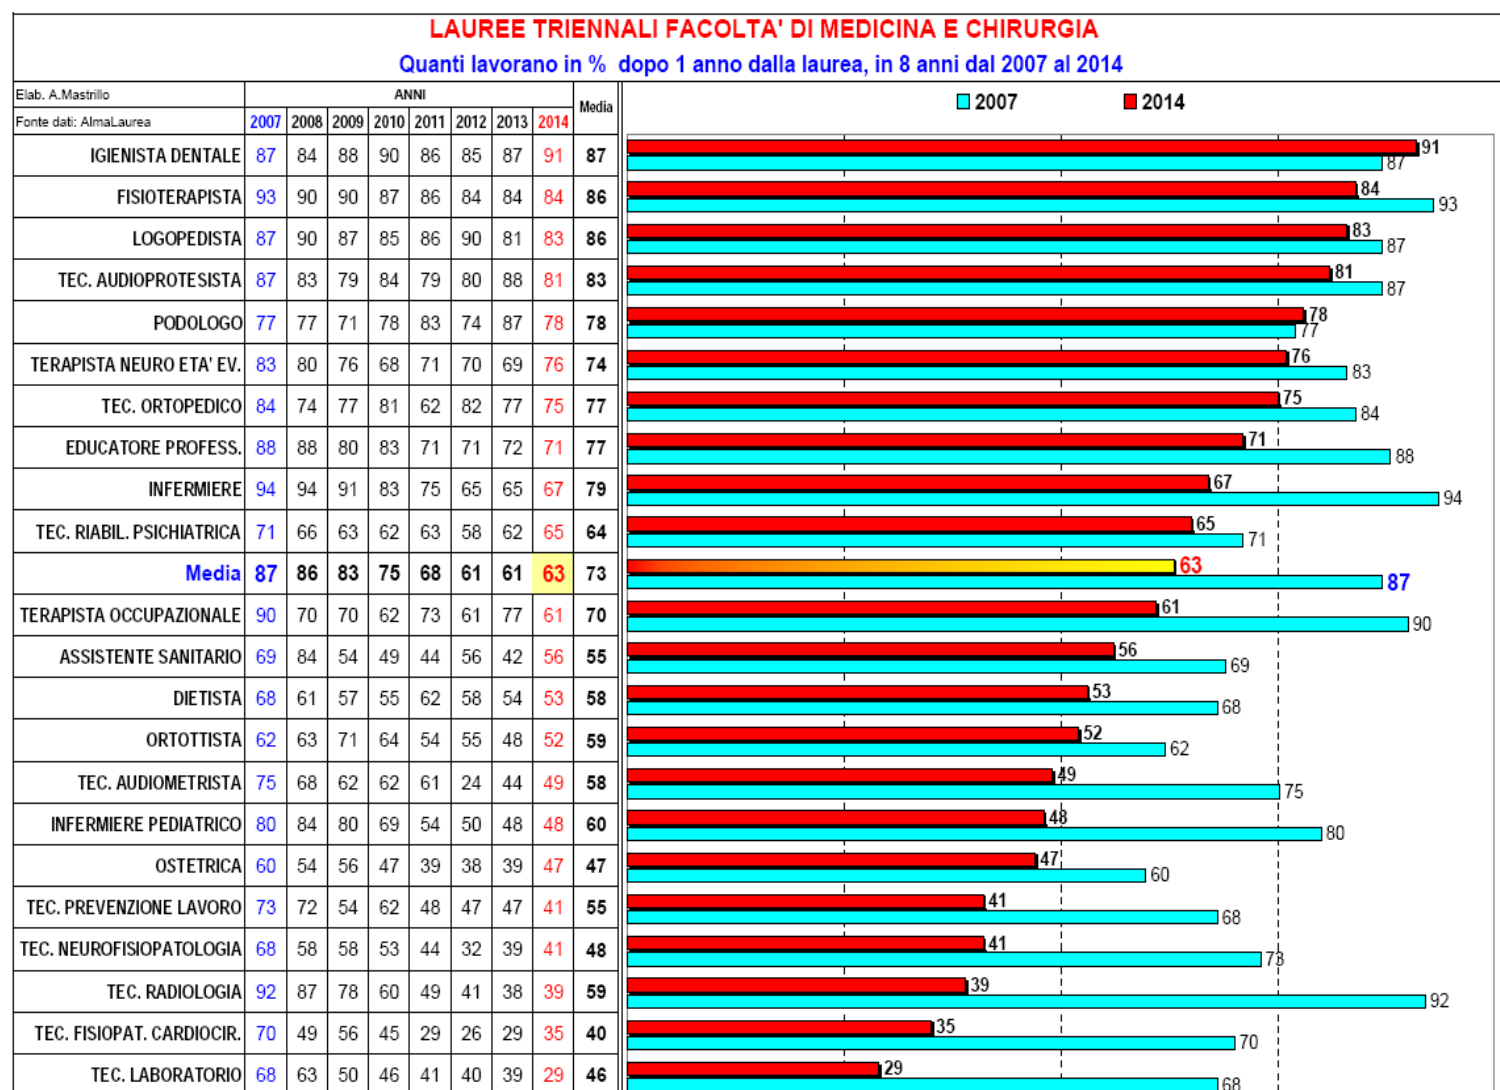 LAUREE TRIENNALI FACOLTA' DI MEDICINA E CHIRURGIA
Quanti lavorano in % dopo 1 anno dalla laurea, in 8 anni dal 2007 al 2014
Elab. A.Mastrillo ANNI Media 2007 2014
Fonte dati: AlmaLaurea 2007 2008 2009 2010 2011 2012 2013 2014
IGIENISTA DENTALE 87 84 88 90 86 85 87 91 87 91 87
FISIOTERAPISTA 93 90 90 87 86 84 84 84 86 84 93
LOGOPEDISTA 87 90 87 85 86 90 81 83 86 83 87
TEC. AUDIOPROTESISTA 87 83 79 84 79 80 88 81 83 81 87
PODOLOGO 77 77 71 78 83 74 87 78 78 78 77
TERAPISTA NEURO ETA' EV. 83 80 76 68 71 70 69 76 74 76 83
TEC. ORTOPEDICO 84 74 77 81 62 82 77 75 77 75 84
EDUCATORE PROFESS. 88 88 80 83 71 71 72 71 77 71 88
INFERMIERE 94 94 91 83 75 65 65 67 79 67 94
TEC. RIABIL. PSICHIATRICA 71 66 63 62 63 58 62 65 64 65 71
Media 87 86 83 75 68 61 61 63 73 63 87
TERAPISTA OCCUPAZIONALE 90 70 70 62 73 61 77 61 70 61 90
ASSISTENTE SANITARIO 69 84 54 49 44 56 42 56 55 56 69
DIETISTA 68 61 57 55 62 58 54 53 58 53 68
ORTOTTISTA 62 63 71 64 54 55 48 52 59 52 62
TEC. AUDIOMETRISTA 75 68 62 62 61 24 44 49 58 49 75
INFERMIERE PEDIATRICO 80 84 80 69 54 50 48 48 60 48 80
OSTETRICA 60 54 56 47 39 38 39 47 47 47 60
TEC. PREVENZIONE LAVORO 73 72 54 62 48 47 47 41 55 41 68
TEC. NEUROFISIOPATOLOGIA 68 58 58 53 44 32 39 41 48 41 73
TEC. RADIOLOGIA 92 87 78 60 49 41 38 39 59 39 92
TEC. FISIOPAT. CARDIOCIR. 70 49 56 45 29 26 29 35 40 35 70
TEC. LABORATORIO 68 63 50 46 41 40 39 29 46 29 68